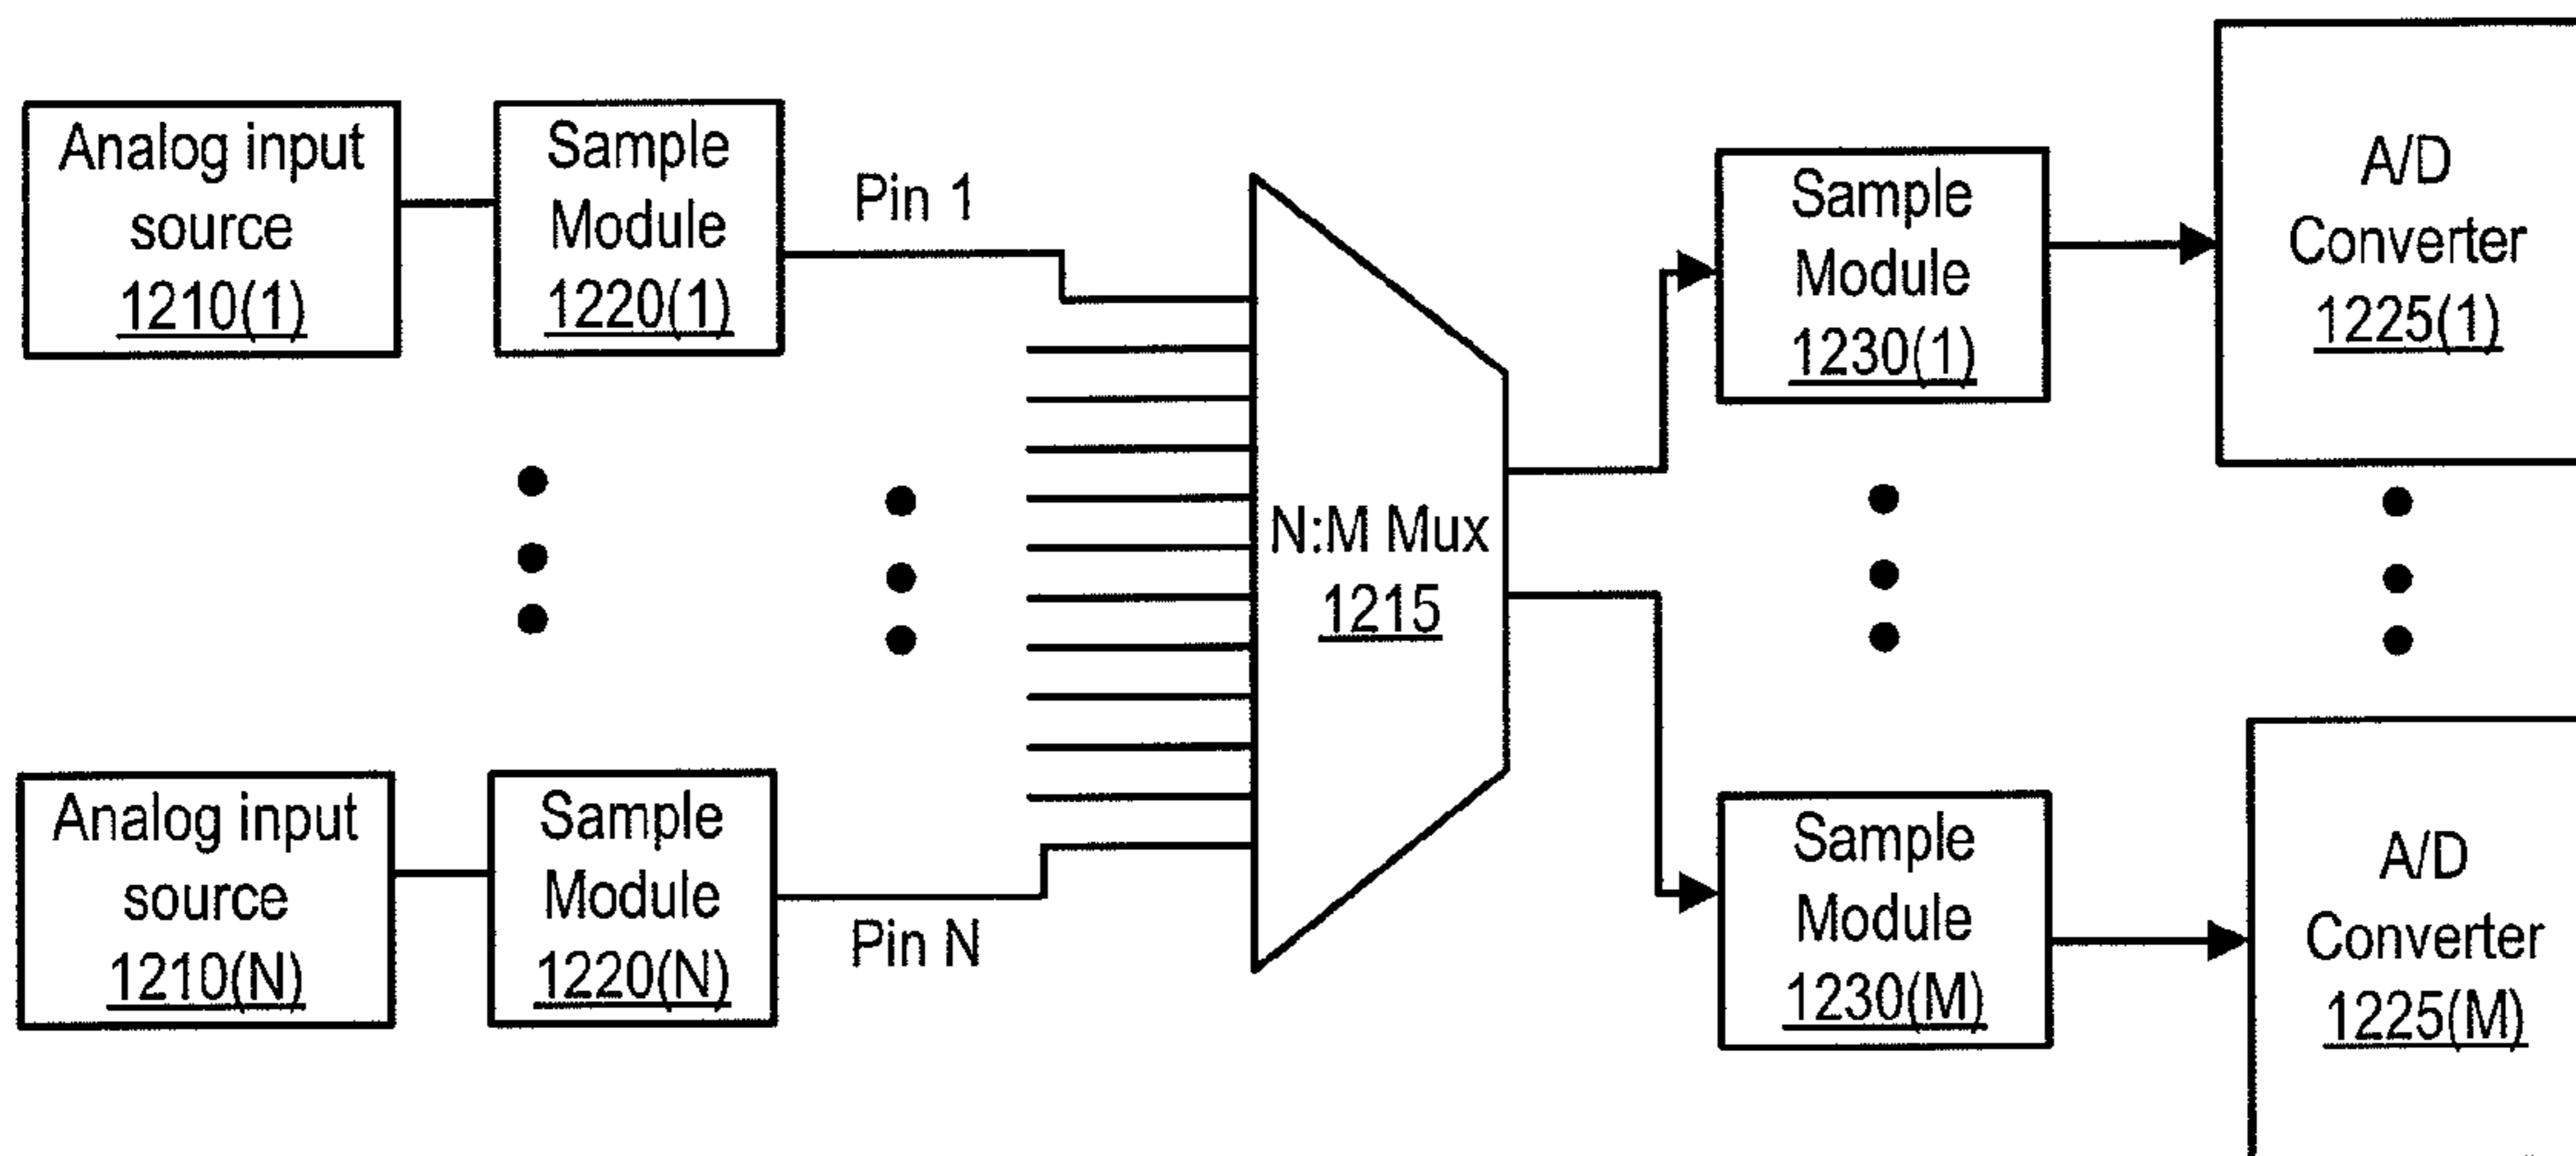 Analog input
source
1210(1)
Sample
Module
1220(1)
Pin 1
N:M Mux
1215
Sample
Module
1230(1)
A/D
Converter
1225(1)
Analog input
source
1210(N)
Sample
Module
1220(N)
Pin N
Sample
Module
1230(M)
A/D
Converter
1225(M)